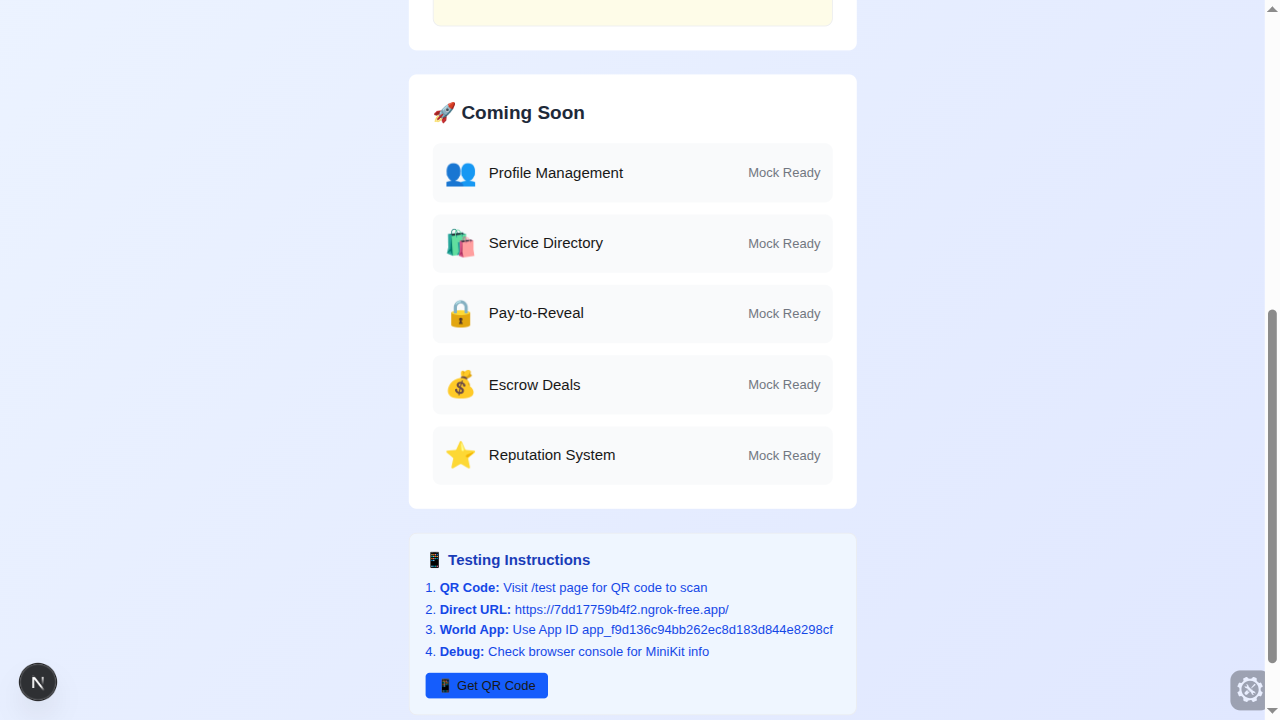 🚀 Coming Soon
👥 Profile Management Mock Ready
🛍️ Service Directory Mock Ready
🔒 Pay-to-Reveal Mock Ready
💰 Escrow Deals Mock Ready
⭐ Reputation System Mock Ready
📱 Testing Instructions
1. QR Code: Visit /test page for QR code to scan
2. Direct URL: https://7dd17759b4f2.ngrok-free.app/
3. World App: Use App ID app_f9d136c94bb262ec8d183d844e8298cf
4. Debug: Check browser console for MiniKit info
📱 Get QR Code
N